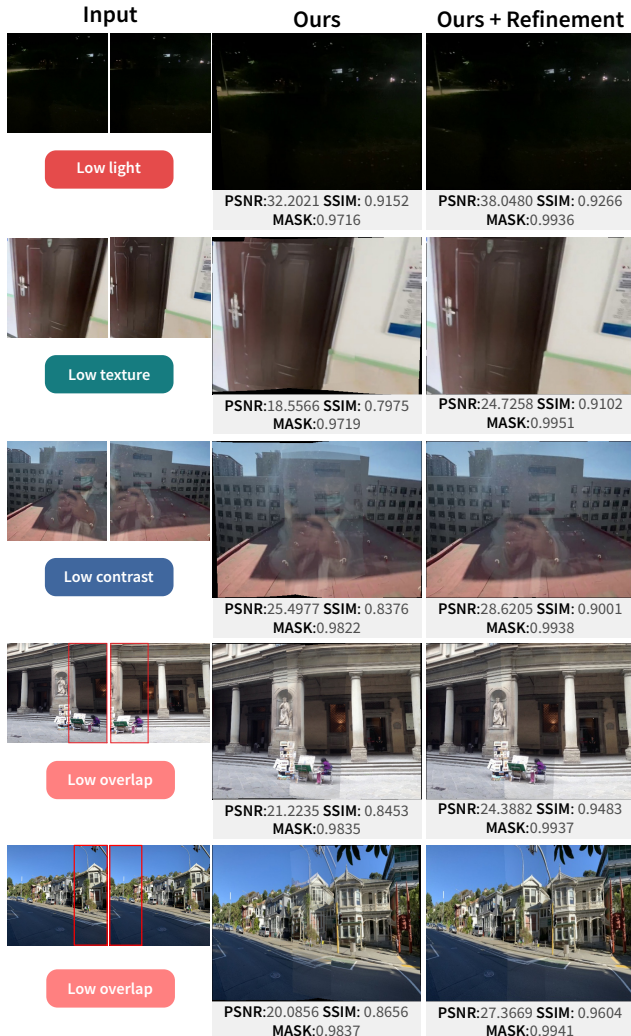 Input
Ours
Ours + Refinement
Low light
PSNR:32.2021 SSIM: 0.9152
MASK:0.9716
PSNR:38.0480 SSIM: 0.9266
MASK:0.9936
Low texture
PSNR:18.5566 SSIM: 0.7975
MASK:0.9719
PSNR:24.7258 SSIM: 0.9102
MASK:0.9951
Low contrast
PSNR:25.4977 SSIM: 0.8376
MASK:0.9822
PSNR:28.6205 SSIM: 0.9001
MASK:0.9938
Low overlap
PSNR:21.2235 SSIM: 0.8453
MASK:0.9835
PSNR:24.3882 SSIM: 0.9483
MASK:0.9937
Low overlap
PSNR:20.0856 SSIM: 0.8656
MASK:0.9837
PSNR:27.3669 SSIM: 0.9604
MASK:0.9941